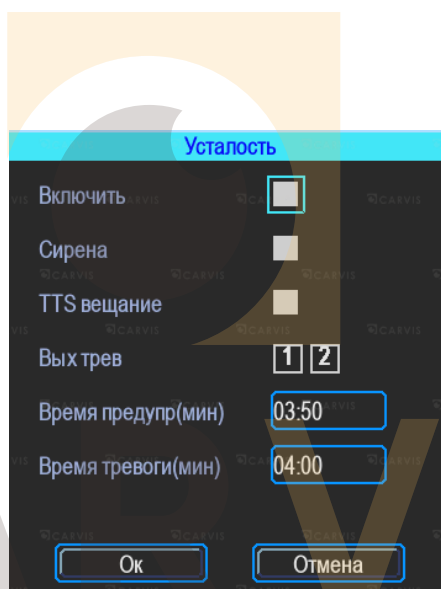 Усталость
Включить
Сирена
TTS вещание
Вых трев 1 2
Время предупр(мин) 03:50
Время тревоги(мин) 04:00
Ок Отмена
CARVIS